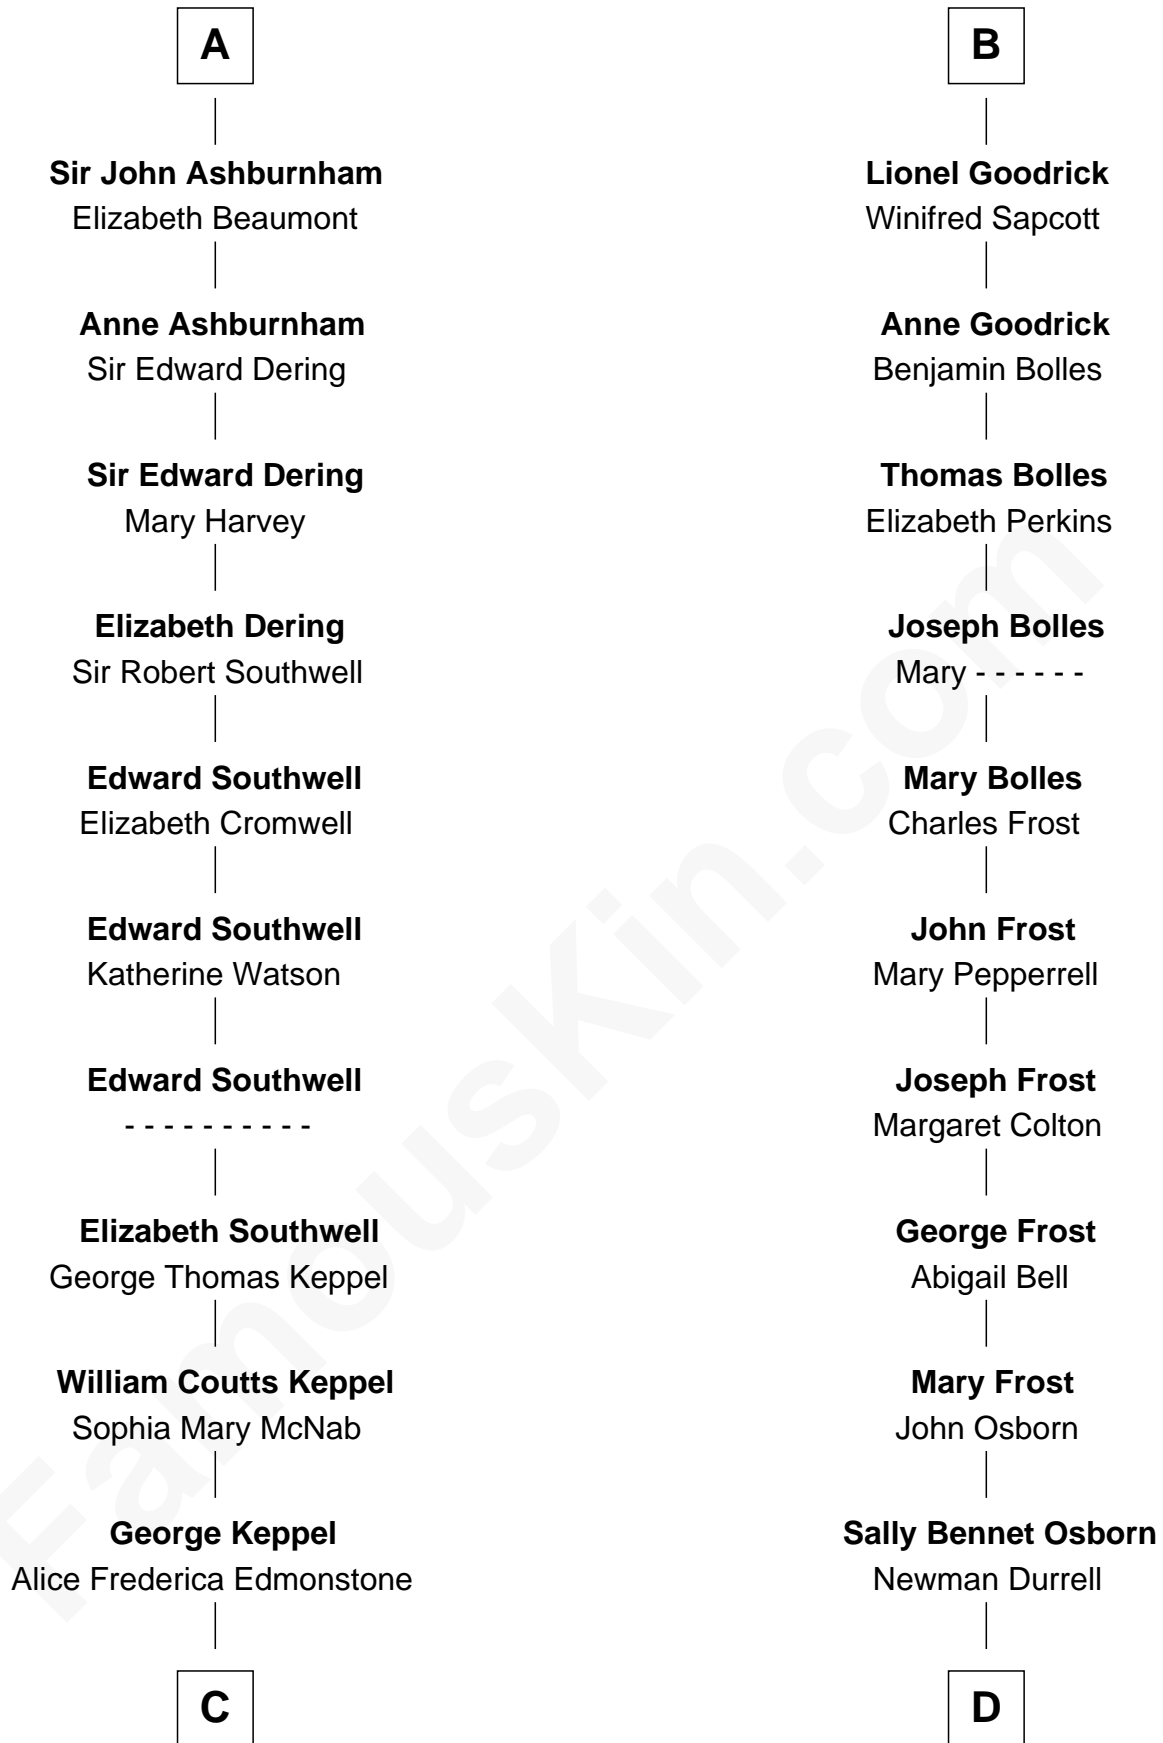 A
Sir John Ashburnham
Elizabeth Beaumont
Anne Ashburnham
Sir Edward Dering
Sir Edward Dering
Mary Harvey
Elizabeth Dering
Sir Robert Southwell
Edward Southwell
Elizabeth Cromwell
Edward Southwell
Katherine Watson
Edward Southwell
- - - - - - - - - -
Elizabeth Southwell
George Thomas Keppel
William Coutts Keppel
Sophia Mary McNab
George Keppel
Alice Frederica Edmonstone
C
B
Lionel Goodrick
Winifred Sapcott
Anne Goodrick
Benjamin Bolles
Thomas Bolles
Elizabeth Perkins
Joseph Bolles
Mary - - - - - -
Mary Bolles
Charles Frost
John Frost
Mary Pepperrell
Joseph Frost
Margaret Colton
George Frost
Abigail Bell
Mary Frost
John Osborn
Sally Bennet Osborn
Newman Durrell
D
FamousKin.com